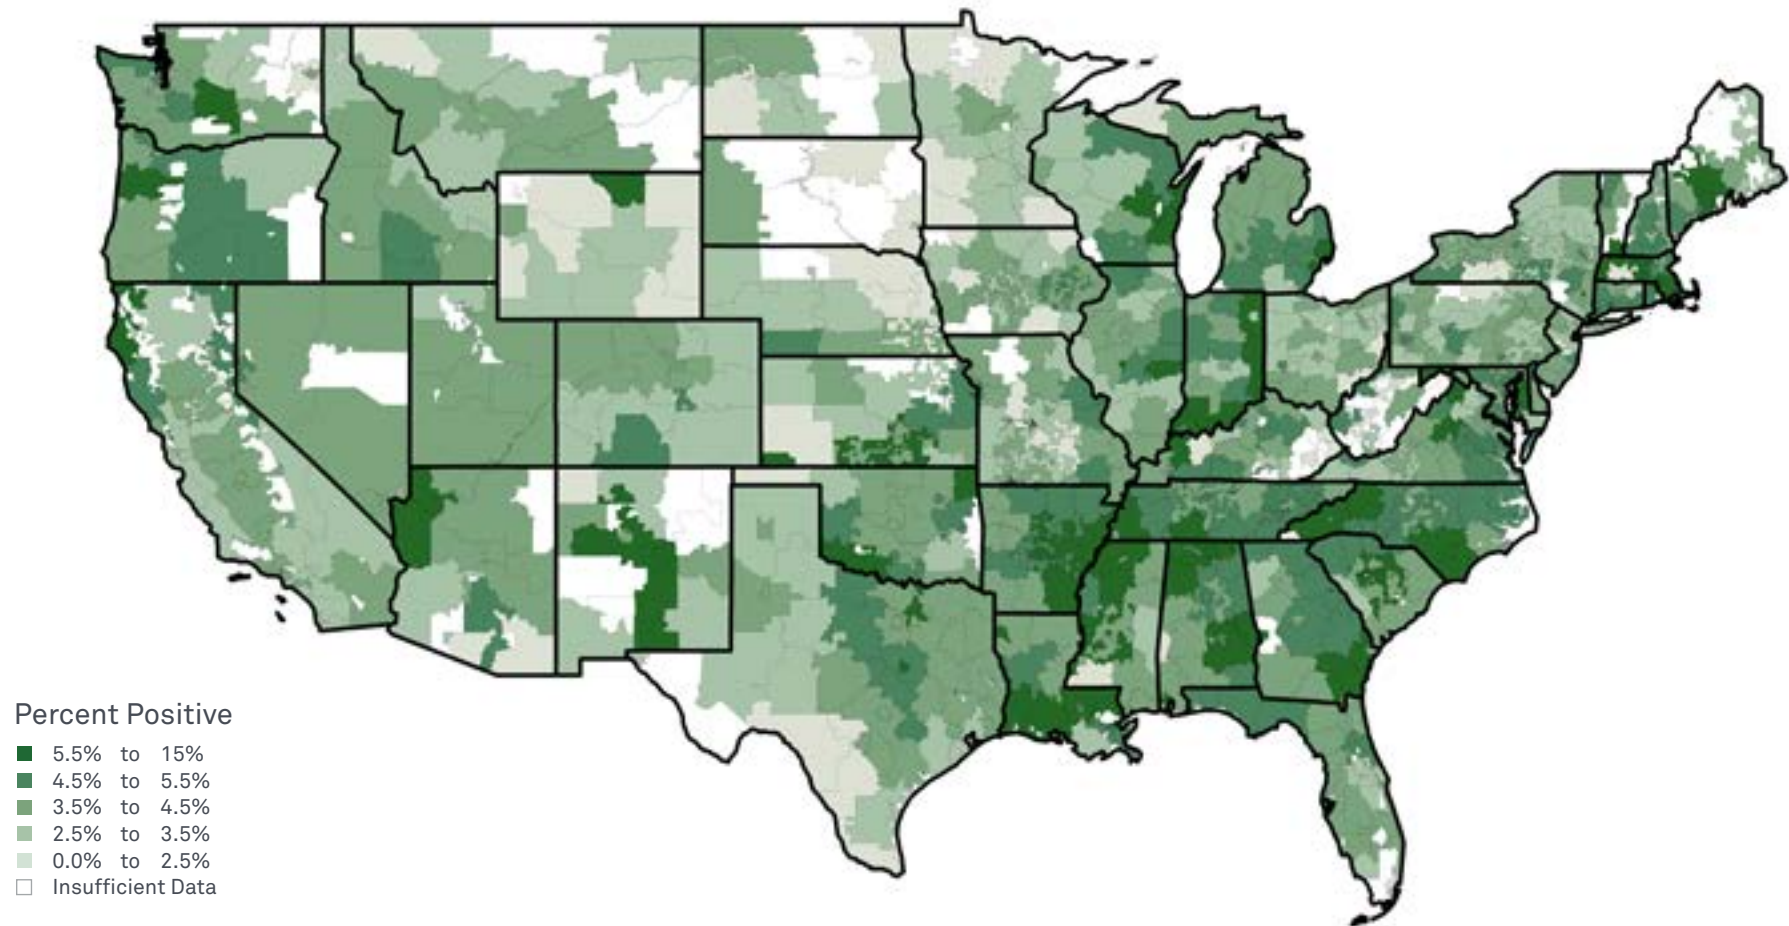 Percent Positive
5.5% to 15%
4.5% to 5.5%
3.5% to 4.5%
2.5% to 3.5%
0.0% to 2.5%
Insufficient Data